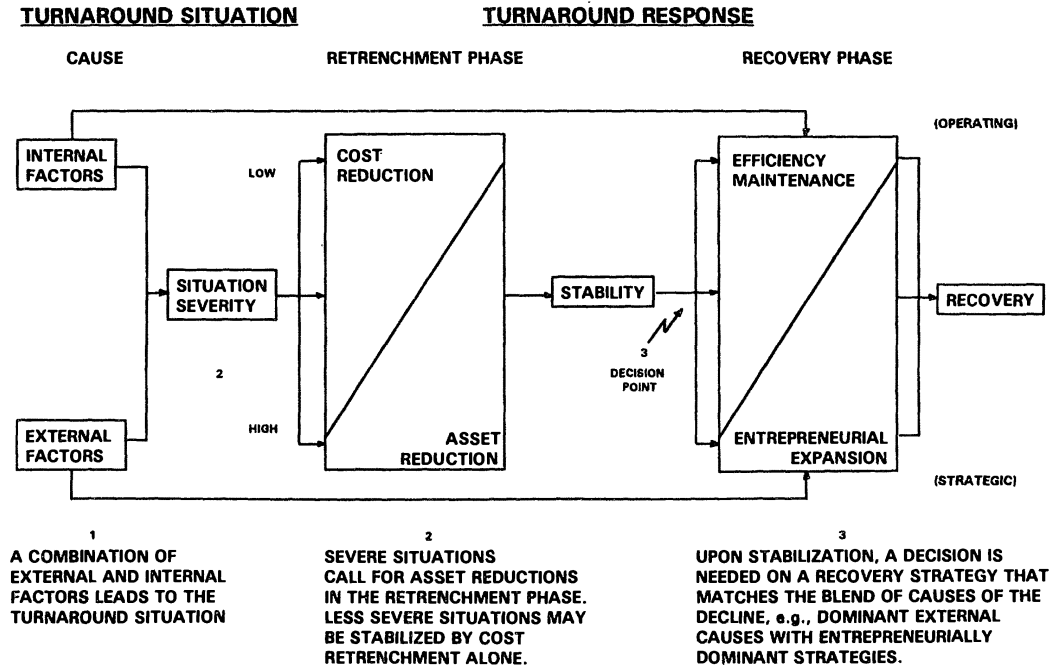 TURNAROUND SITUATION
TURNAROUND RESPONSE
CAUSE
RETRENCHMENT PHASE
RECOVERY PHASE
(OPERATING)
INTERNAL
FACTORS
LOW
COST
REDUCTION
EFFICIENCY
MAINTENANCE
SITUATION
SEVERITY
STABILITY
RECOVERY
2
3
DECISION
POINT
HIGH
EXTERNAL
FACTORS
ASSET
REDUCTION
ENTREPRENEURIAL
EXPANSION
(STRATEGIC)
1
A COMBINATION OF
EXTERNAL AND INTERNAL
FACTORS LEADS TO THE
TURNAROUND SITUATION
2
SEVERE SITUATIONS
CALL FOR ASSET REDUCTIONS
IN THE RETRENCHMENT PHASE.
LESS SEVERE SITUATIONS MAY
BE STABILIZED BY COST
RETRENCHMENT ALONE.
3
UPON STABILIZATION, A DECISION IS
NEEDED ON A RECOVERY STRATEGY THAT
MATCHES THE BLEND OF CAUSES OF THE
DECLINE, e.g., DOMINANT EXTERNAL
CAUSES WITH ENTREPRENEURIALLY
DOMINANT STRATEGIES.